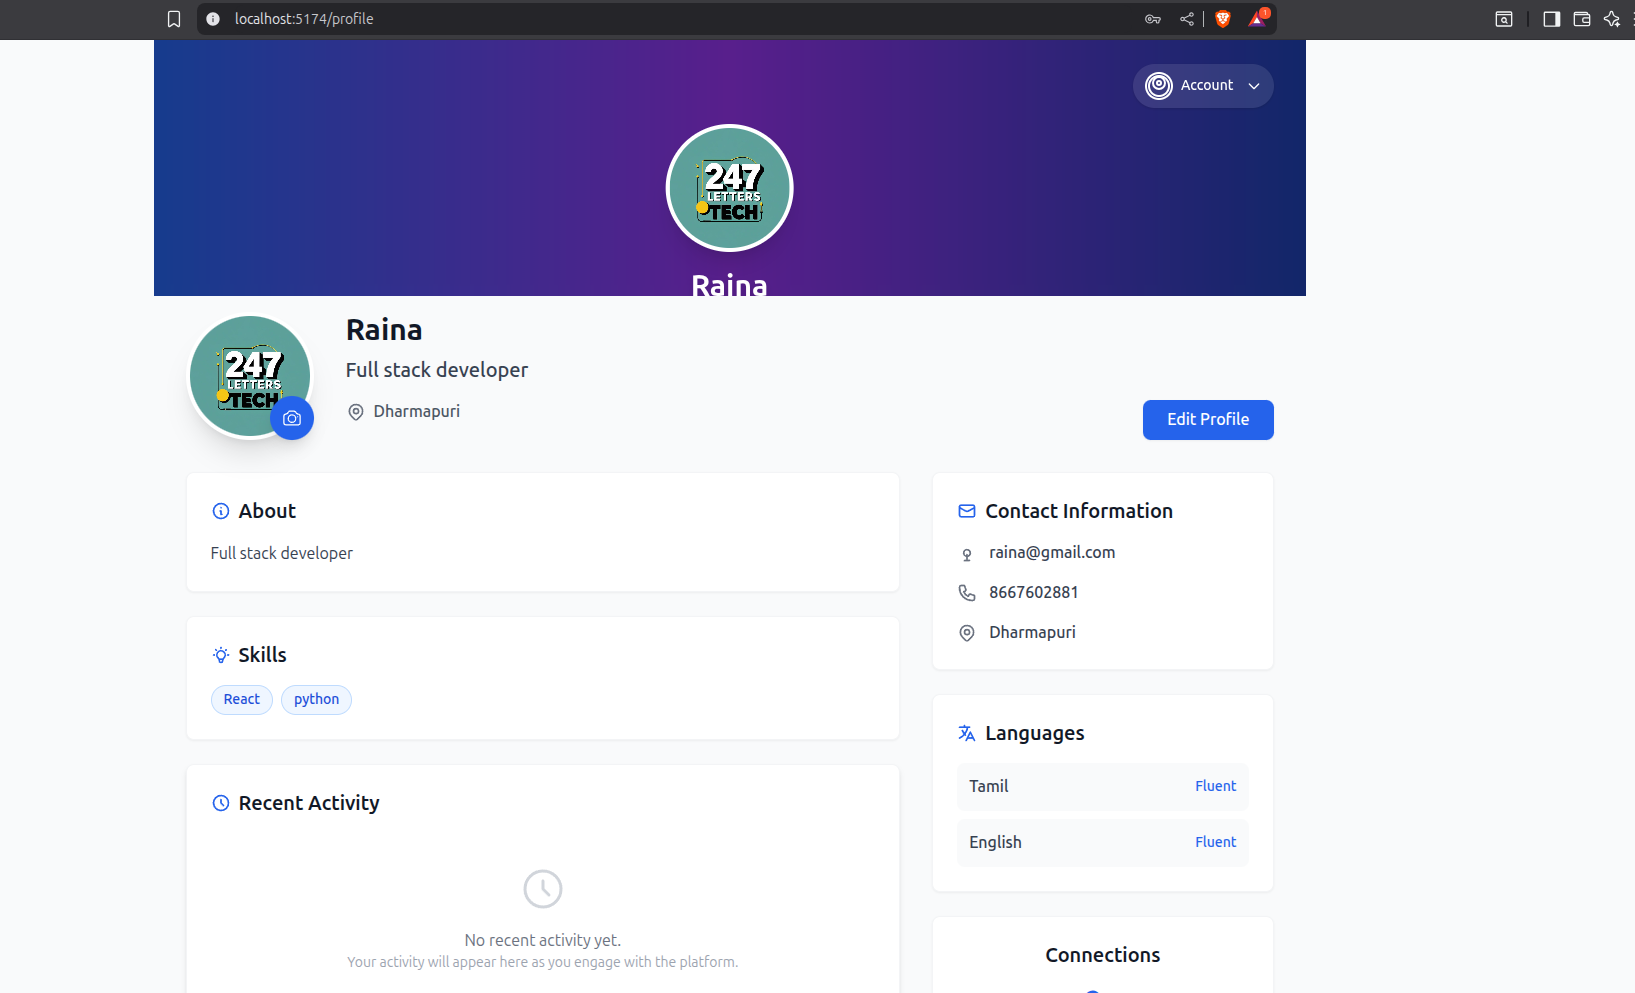 localhost:5174/profile
1
Account
247
LETTERS
TECH
Raina
247
LETTERS
TECH
Raina
Full stack developer
Dharmapuri
Edit Profile
About
Full stack developer
Skills
React python
Recent Activity
No recent activity yet.
Your activity will appear here as you engage with the platform.
Contact Information
raina@gmail.com
8667602881
Dharmapuri
Languages
Tamil Fluent
English Fluent
Connections